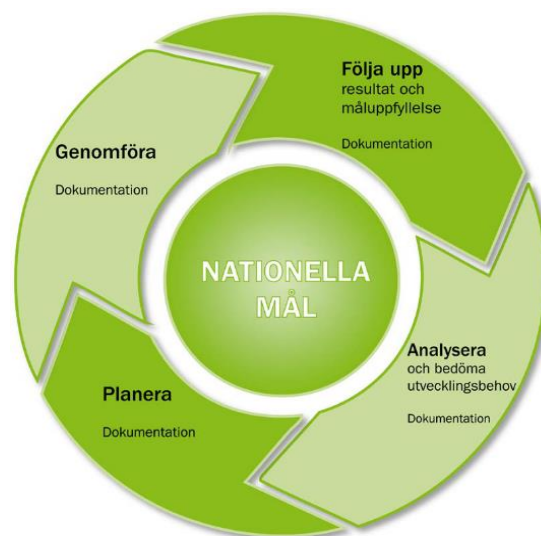 Följa upp
resultat och
måluppfyllelse
Dokumentation
Genomföra
Dokumentation
NATIONELLA
MÅL
Analysera
och bedöma
utvecklingsbehov
Dokumentation
Planera
Dokumentation